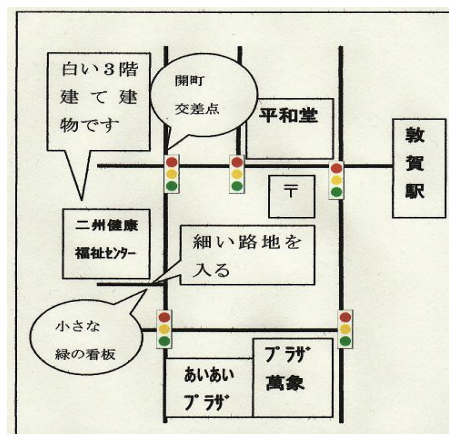 白い３階
建て建
物です
開町
交差点
平和堂
敦
賀
駅
〒
二州健康
福祉ｾﾝﾀｰ
細い路地を
入る
小さな
緑の看板
あいあい
ﾌﾟﾗｻﾞ
ﾌﾟﾗｻﾞ
萬象